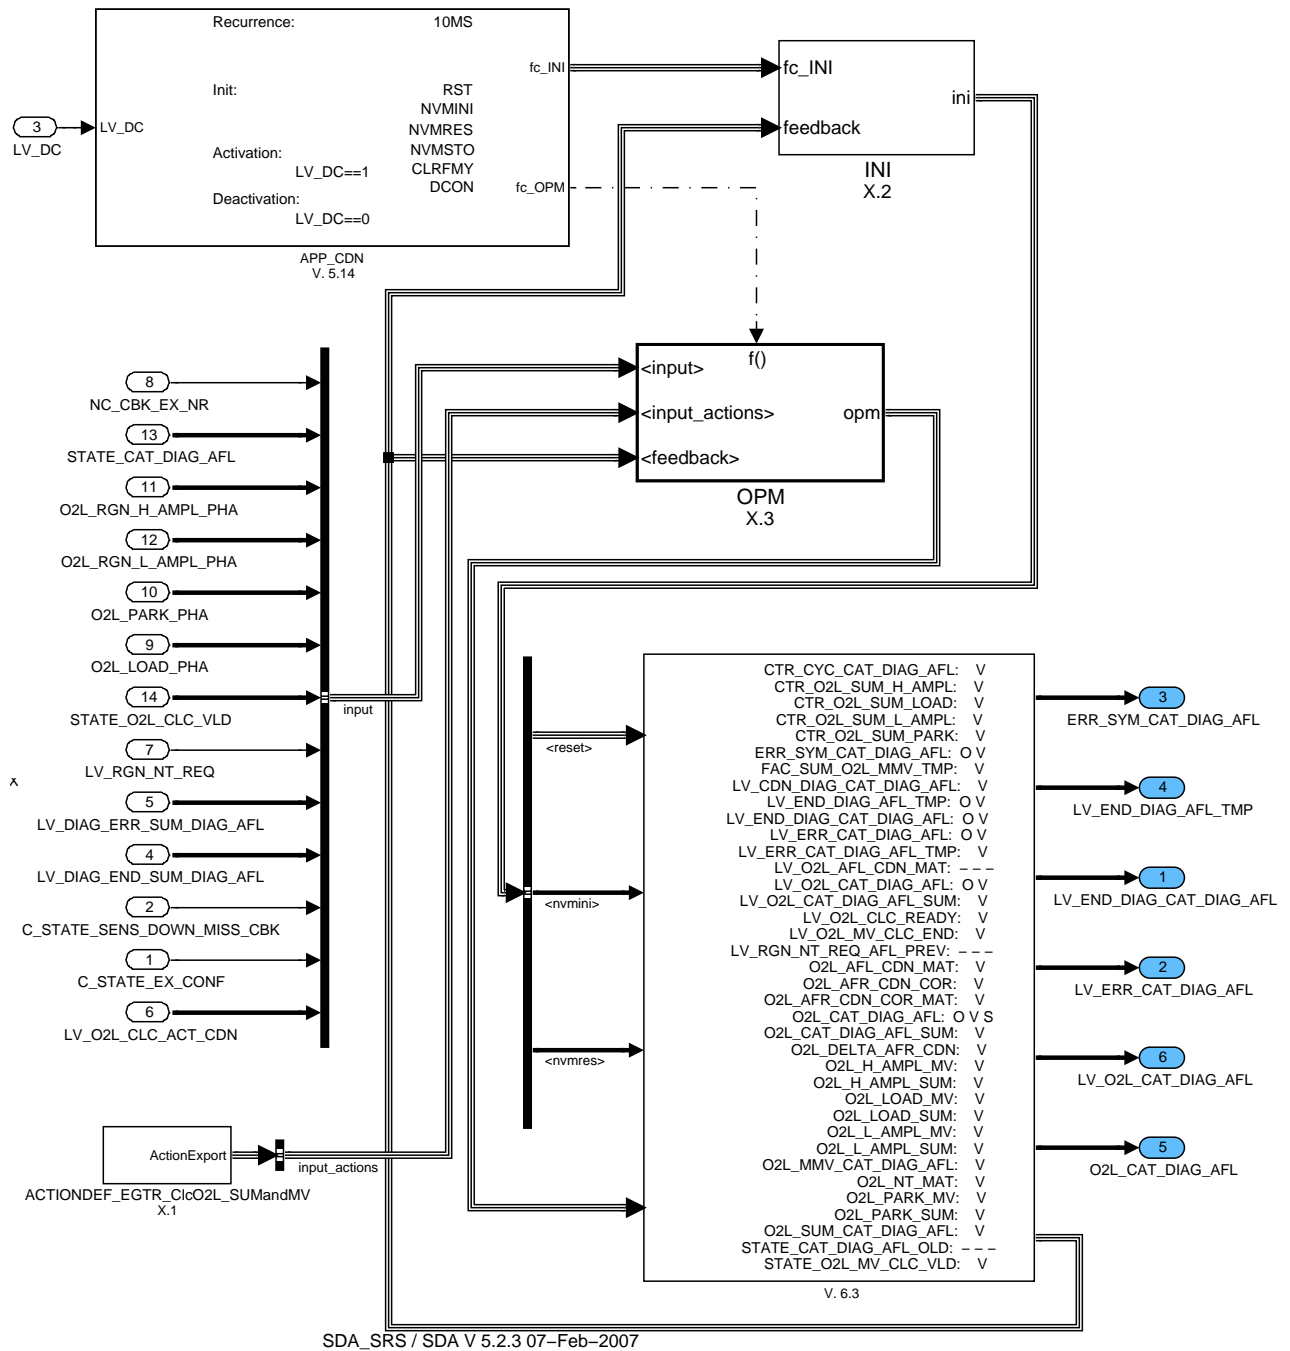 Recurrence: 10MS
fc_INI
Init: RST
NVMINI
NVMRES
NVMSTO
Activation: CLRFMY
LV_DC==1
DCON
fc_OPM
Deactivation:
LV_DC==0
3
LV_DC
LV_DC
APP_CDN
V. 5.14
fc_INI
ini
feedback
INI
X.2
f()
<input>
<input_actions>
opm
<feedback>
OPM
X.3
8
NC_CBK_EX_NR
13
STATE_CAT_DIAG_AFL
11
O2L_RGN_H_AMPL_PHA
12
O2L_RGN_L_AMPL_PHA
10
O2L_PARK_PHA
9
O2L_LOAD_PHA
14
STATE_O2L_CLC_VLD
7
LV_RGN_NT_REQ
5
LV_DIAG_ERR_SUM_DIAG_AFL
4
LV_DIAG_END_SUM_DIAG_AFL
2
C_STATE_SENS_DOWN_MISS_CBK
1
C_STATE_EX_CONF
6
LV_O2L_CLC_ACT_CDN
input
x
ActionExport
input_actions
ACTIONDEF_EGTR_ClcO2L_SUMandMV
X.1
<reset>
<nvmini>
<nvmres>
CTR_CYC_CAT_DIAG_AFL: V
CTR_O2L_SUM_H_AMPL: V
CTR_O2L_SUM_LOAD: V
CTR_O2L_SUM_L_AMPL: V
CTR_O2L_SUM_PARK: V
ERR_SYM_CAT_DIAG_AFL: O V
FAC_SUM_O2L_MMV_TMP: V
LV_CDN_DIAG_CAT_DIAG_AFL: V
LV_END_DIAG_AFL_TMP: O V
LV_END_DIAG_CAT_DIAG_AFL: O V
LV_ERR_CAT_DIAG_AFL: O V
LV_ERR_CAT_DIAG_AFL_TMP: V
LV_O2L_AFL_CDN_MAT: – – –
LV_O2L_CAT_DIAG_AFL: O V
LV_O2L_CAT_DIAG_AFL_SUM: V
LV_O2L_CLC_READY: V
LV_O2L_MV_CLC_END: V
LV_RGN_NT_REQ_AFL_PREV: – – –
O2L_AFL_CDN_MAT: V
O2L_AFR_CDN_COR: V
O2L_AFR_CDN_COR_MAT: V
O2L_CAT_DIAG_AFL: O V S
O2L_CAT_DIAG_AFL_SUM: V
O2L_DELTA_AFR_CDN: V
O2L_H_AMPL_MV: V
O2L_H_AMPL_SUM: V
O2L_LOAD_MV: V
O2L_LOAD_SUM: V
O2L_L_AMPL_MV: V
O2L_L_AMPL_SUM: V
O2L_MMV_CAT_DIAG_AFL: V
O2L_NT_MAT: V
O2L_PARK_MV: V
O2L_PARK_SUM: V
O2L_SUM_CAT_DIAG_AFL: V
STATE_CAT_DIAG_AFL_OLD: – – –
STATE_O2L_MV_CLC_VLD: V
V. 6.3
3
ERR_SYM_CAT_DIAG_AFL
4
LV_END_DIAG_AFL_TMP
1
LV_END_DIAG_CAT_DIAG_AFL
2
LV_ERR_CAT_DIAG_AFL
6
LV_O2L_CAT_DIAG_AFL
5
O2L_CAT_DIAG_AFL
SDA_SRS / SDA V 5.2.3 07–Feb–2007